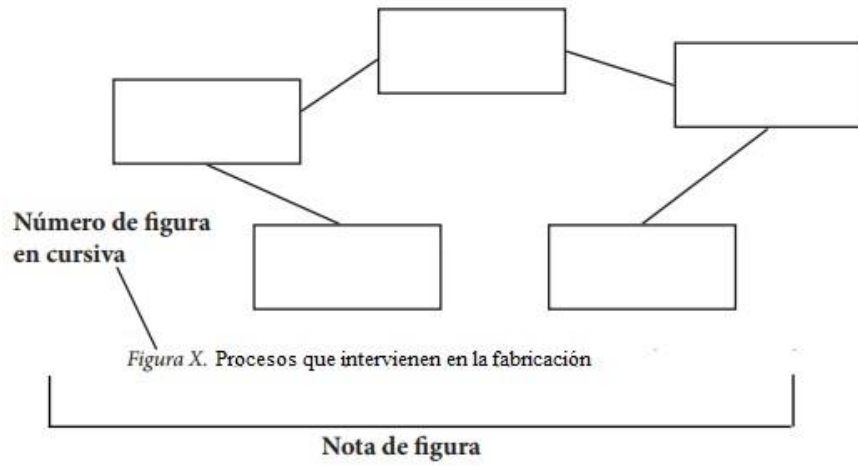 Número de figura
en cursiva
Figura X. Procesos que intervienen en la fabricación
Nota de figura